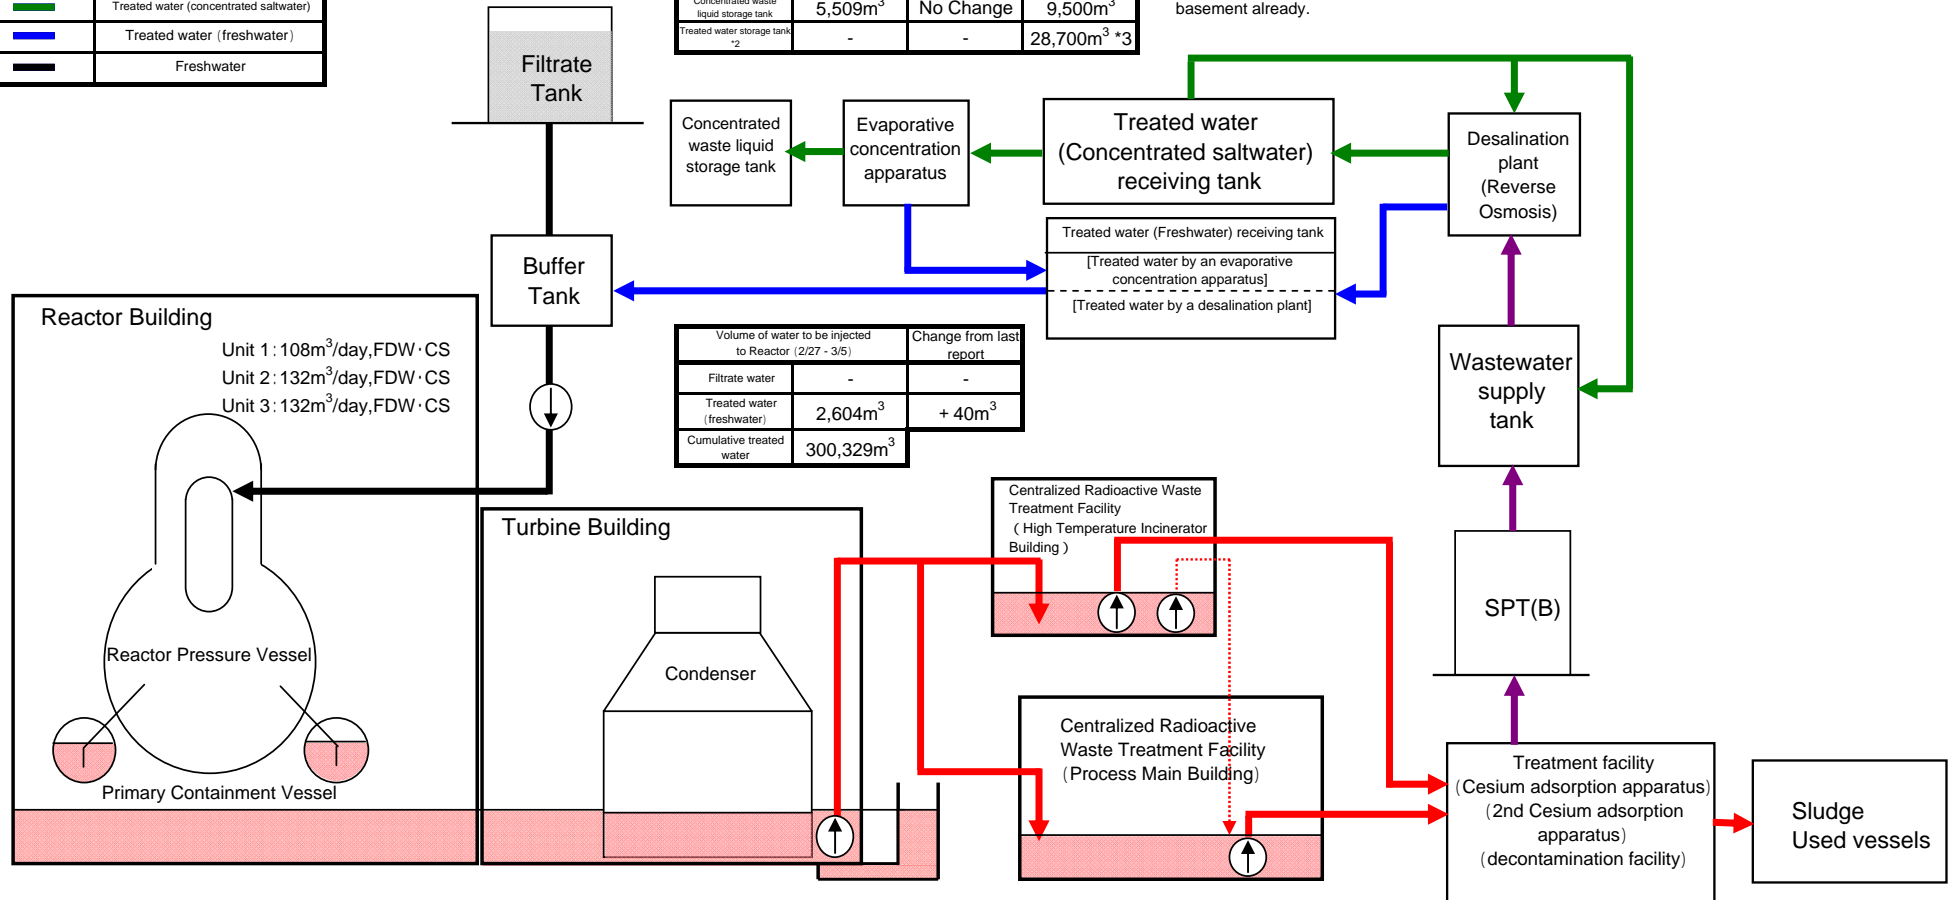 Treated water (concentrated saltwater)
Treated water (freshwater)
Freshwater
Concentrated waste
liquid storage tank
5,509m³
No Change
9,500m³
Treated water storage tank
*2
-
-
28,700m³ *3
basement already.
Filtrate
Tank
Concentrated
waste liquid
storage tank
Evaporative
concentration
apparatus
Treated water
(Concentrated saltwater)
receiving tank
Desalination
plant
(Reverse
Osmosis)
Treated water (Freshwater) receiving tank
[Treated water by an evaporative
concentration apparatus]
[Treated water by a desalination plant]
Buffer
Tank
Reactor Building
Unit 1 : 108m³/day,FDW・CS
Unit 2 : 132m³/day,FDW・CS
Unit 3 : 132m³/day,FDW・CS
Volume of water to be injected
to Reactor (2/27 - 3/5)
Change from last
report
Filtrate water
-
-
Treated water
(freshwater)
2,604m³
+ 40m³
Cumulative treated
water
300,329m³
Wastewater
supply
tank
Turbine Building
Centralized Radioactive Waste
Treatment Facility
( High Temperature Incinerator
Building )
SPT(B)
Reactor Pressure Vessel
Condenser
Primary Containment Vessel
Centralized Radioactive
Waste Treatment Facility
(Process Main Building)
Treatment facility
(Cesium adsorption apparatus)
(2nd Cesium adsorption
apparatus)
(decontamination facility)
Sludge
Used vessels